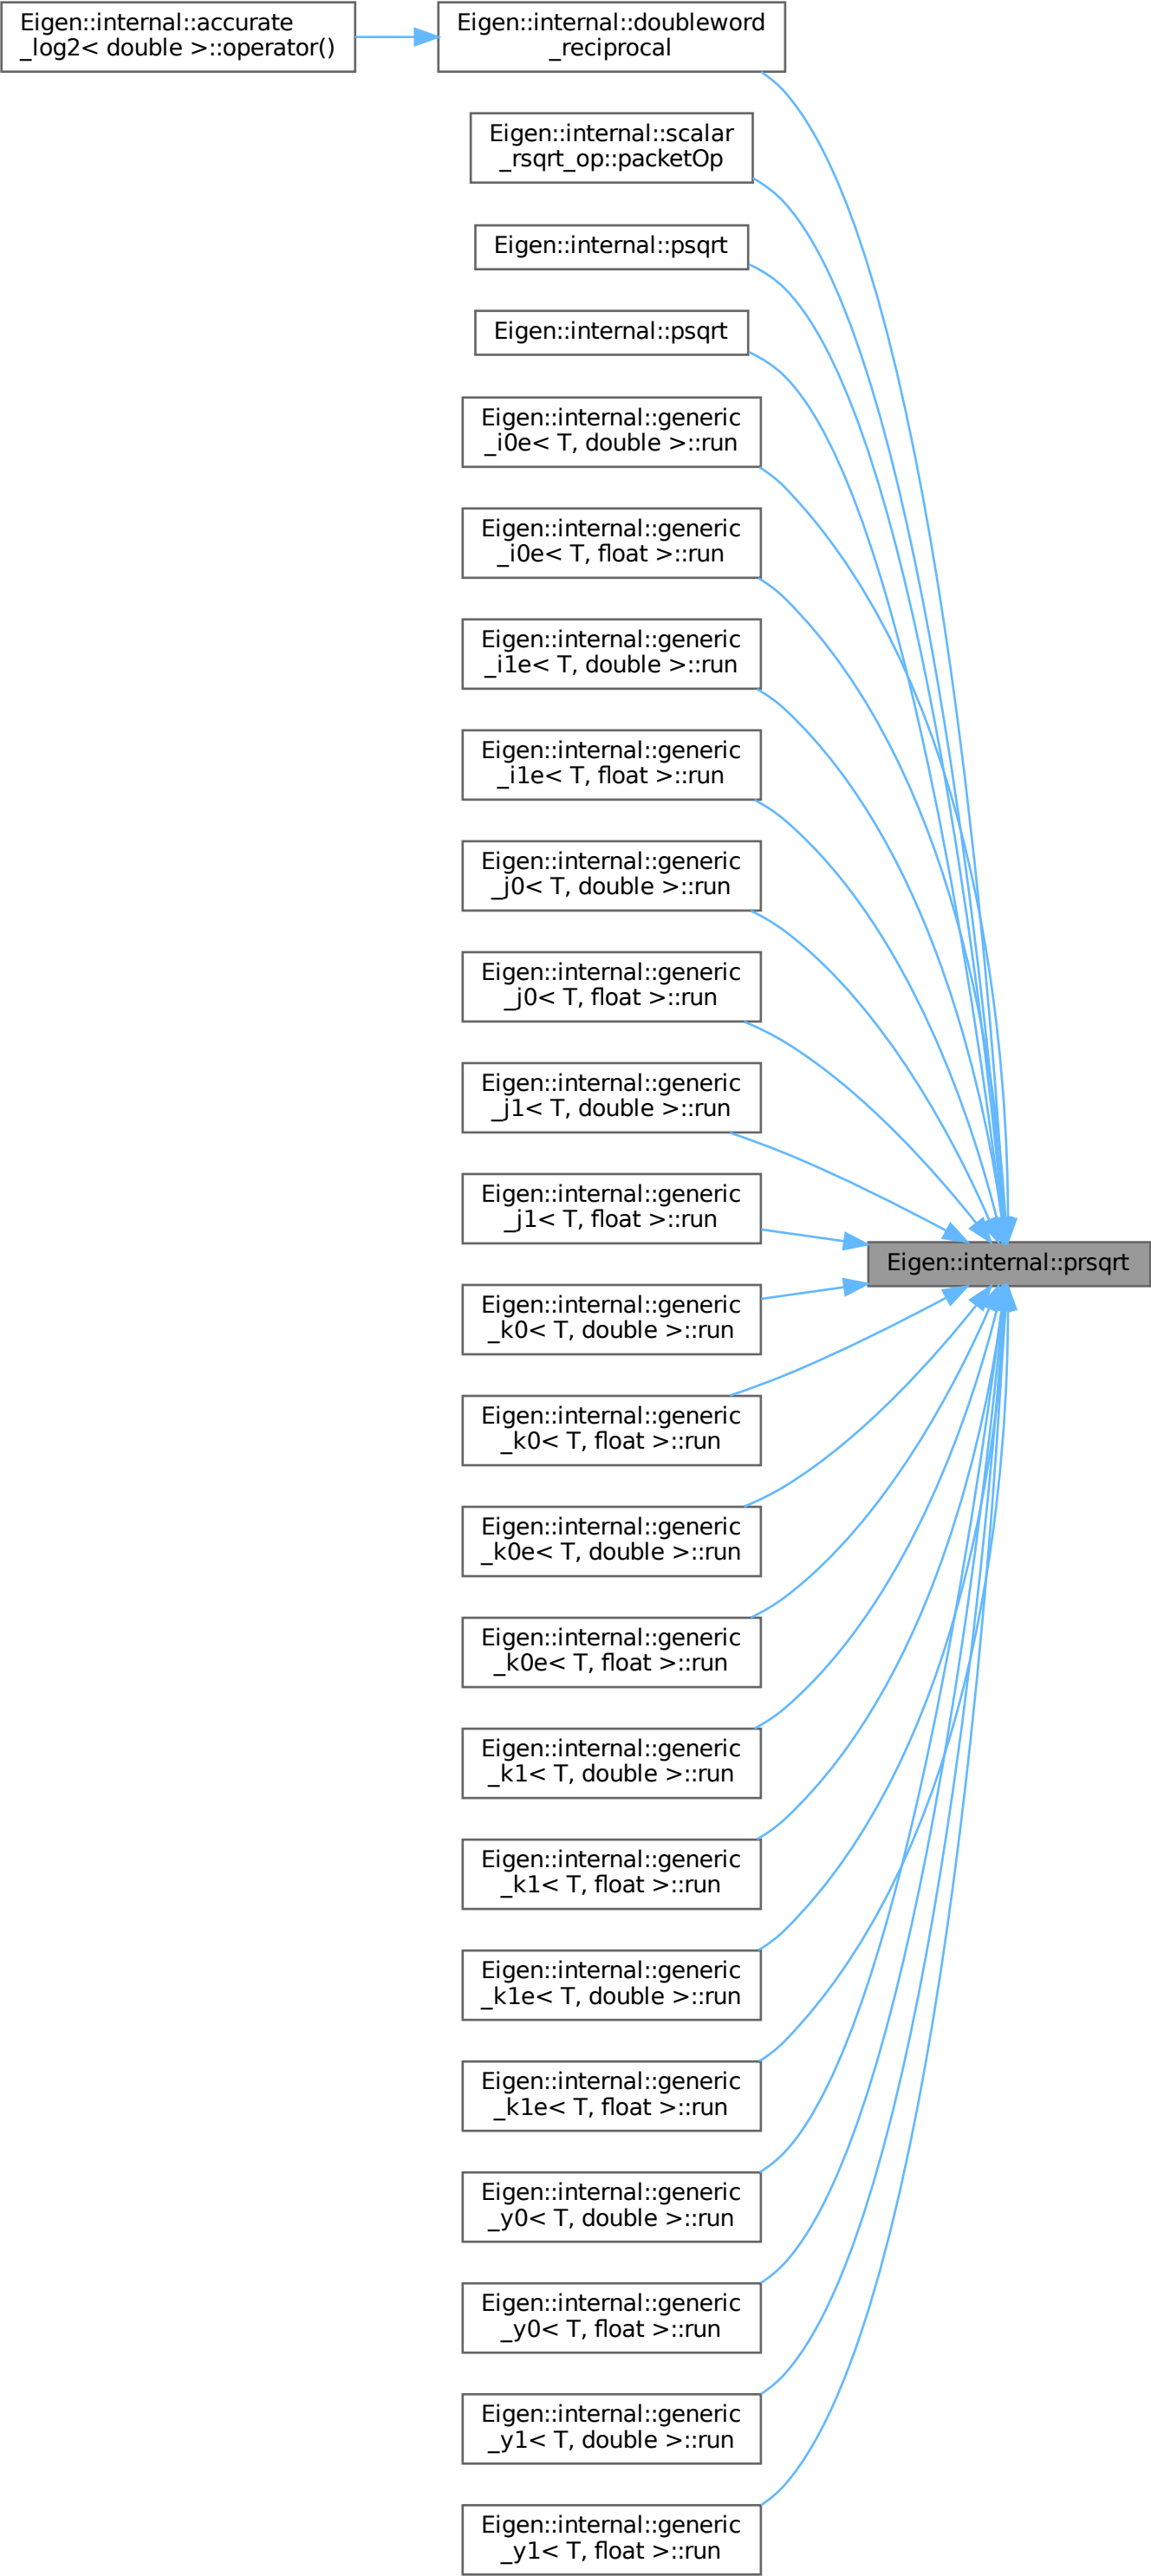 Eigen::internal::accurate
_log2< double >::operator()
Eigen::internal::doubleword
_reciprocal
Eigen::internal::scalar
_rsqrt_op::packetOp
Eigen::internal::psqrt
Eigen::internal::psqrt
Eigen::internal::generic
_i0e< T, double >::run
Eigen::internal::generic
_i0e< T, float >::run
Eigen::internal::generic
_i1e< T, double >::run
Eigen::internal::generic
_i1e< T, float >::run
Eigen::internal::generic
_j0< T, double >::run
Eigen::internal::generic
_j0< T, float >::run
Eigen::internal::generic
_j1< T, double >::run
Eigen::internal::generic
_j1< T, float >::run
Eigen::internal::prsqrt
Eigen::internal::generic
_k0< T, double >::run
Eigen::internal::generic
_k0< T, float >::run
Eigen::internal::generic
_k0e< T, double >::run
Eigen::internal::generic
_k0e< T, float >::run
Eigen::internal::generic
_k1< T, double >::run
Eigen::internal::generic
_k1< T, float >::run
Eigen::internal::generic
_k1e< T, double >::run
Eigen::internal::generic
_k1e< T, float >::run
Eigen::internal::generic
_y0< T, double >::run
Eigen::internal::generic
_y0< T, float >::run
Eigen::internal::generic
_y1< T, double >::run
Eigen::internal::generic
_y1< T, float >::run